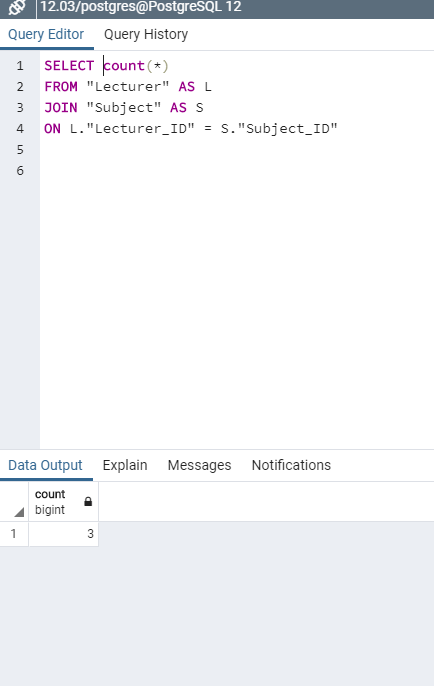 12.03/postgres@PostgreSQL 12
Query Editor Query History
1 SELECT count(*)
2 FROM "Lecturer" AS L
3 JOIN "Subject" AS S
4 ON L."Lecturer_ID" = S."Subject_ID"
5
6
Data Output Explain Messages Notifications
count
bigint
1 3